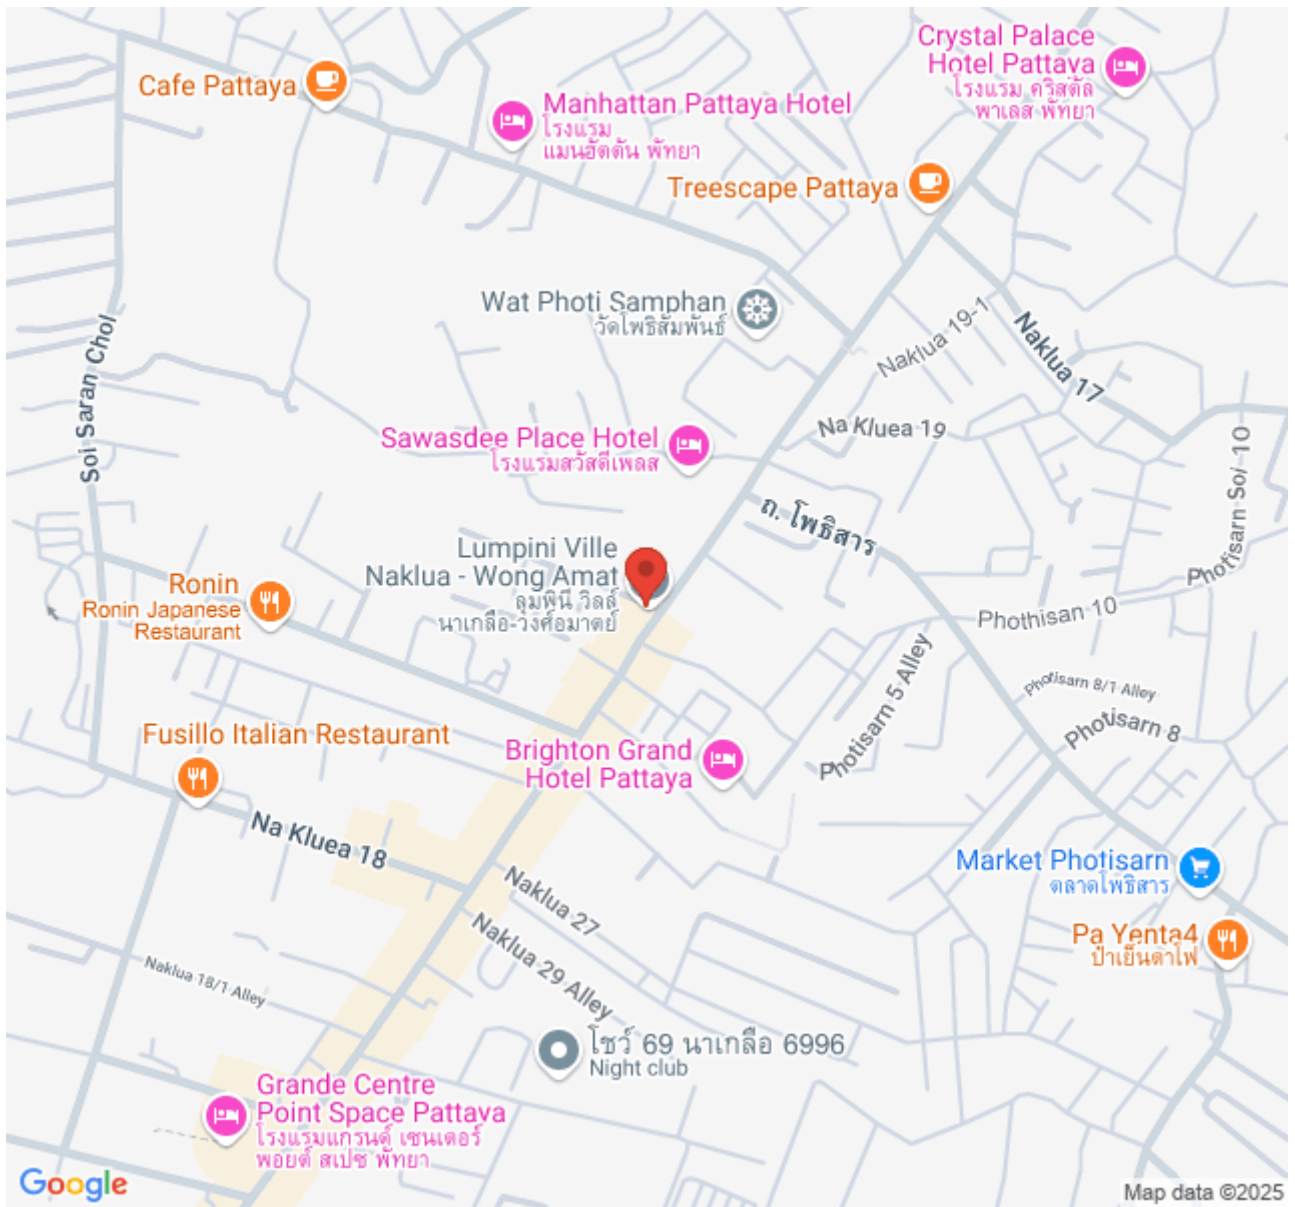 Crystal Palace
Hotel Pattaya
โรงแรม คริสตัล
พาเลส พัทยา
Cafe Pattaya
Manhattan Pattaya Hotel
โรงแรม
แมนฮัตตัน พัทยา
Treescape Pattaya
Wat Photi Samphan
วัดโพธิสัมพันธ์
Naklua 19-1
Naklua 17
Soi Saran Chol
Na Kluea 19
Sawasdee Place Hotel
โรงแรมสวัสดีเพลส
Photisarn Soi 10
ถ. โพธิสาร
Lumpini Ville
Naklua - Wong Amat
ลุมพินี วิลล์
นาเกลือ-วงศ์อมาตย์
Ronin
Ronin Japanese
Restaurant
Phothisan 10
Photisarn 5 Alley
Photisarn 8/1 Alley
Photisarn 8
Fusillo Italian Restaurant
Brighton Grand
Hotel Pattaya
Na Kluea 18
Market Photisarn
ตลาดโพธิสาร
Naklua 27
Pa Yenta4
ป้าเย็นตาโฟ
Naklua 29 Alley
Naklua 18/1 Alley
โชว์ 69 นาเกลือ 6996
Night club
Grande Centre
Point Space Pattaya
โรงแรมแกรนด์ เซนเตอร์
พอยต์ สเปซ พัทยา
Google
Map data ©2025